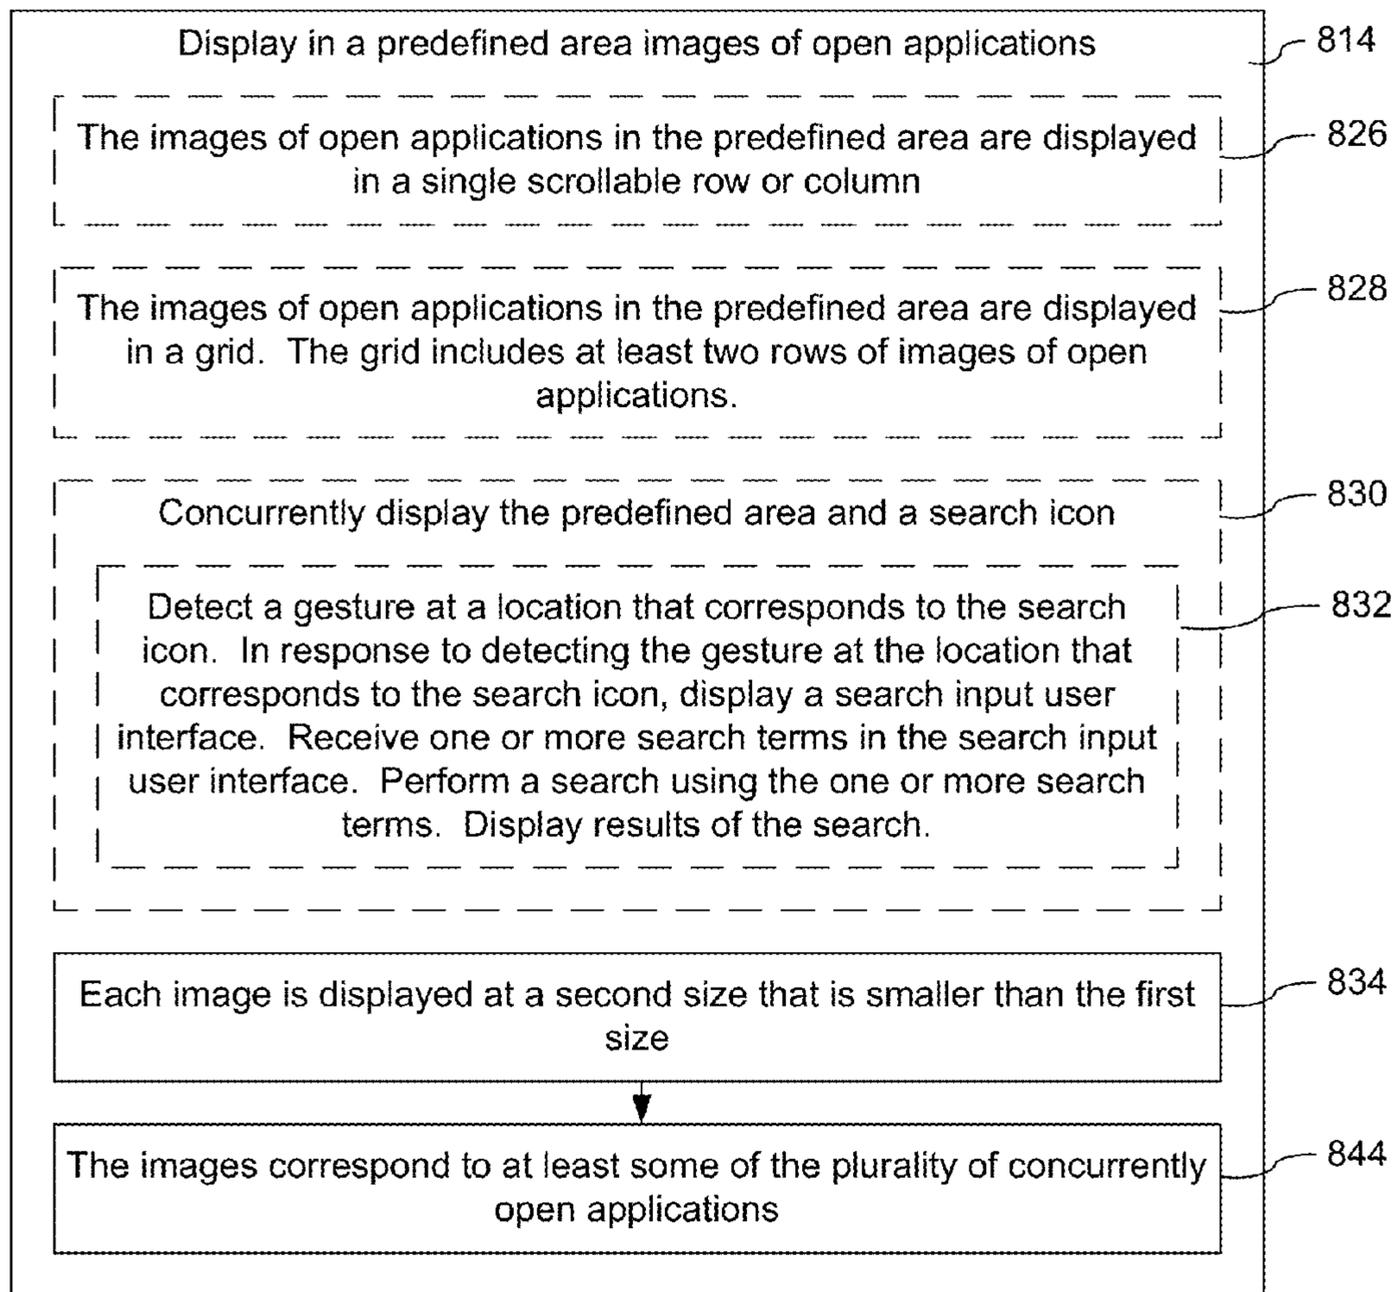 Display in a predefined area images of open applications
814
The images of open applications in the predefined area are displayed
in a single scrollable row or column
826
The images of open applications in the predefined area are displayed
in a grid.  The grid includes at least two rows of images of open
applications.
828
Concurrently display the predefined area and a search icon
830
Detect a gesture at a location that corresponds to the search
icon.  In response to detecting the gesture at the location that
corresponds to the search icon, display a search input user
interface.  Receive one or more search terms in the search input
user interface.  Perform a search using the one or more search
terms.  Display results of the search.
832
Each image is displayed at a second size that is smaller than the first
size
834
The images correspond to at least some of the plurality of concurrently
open applications
844